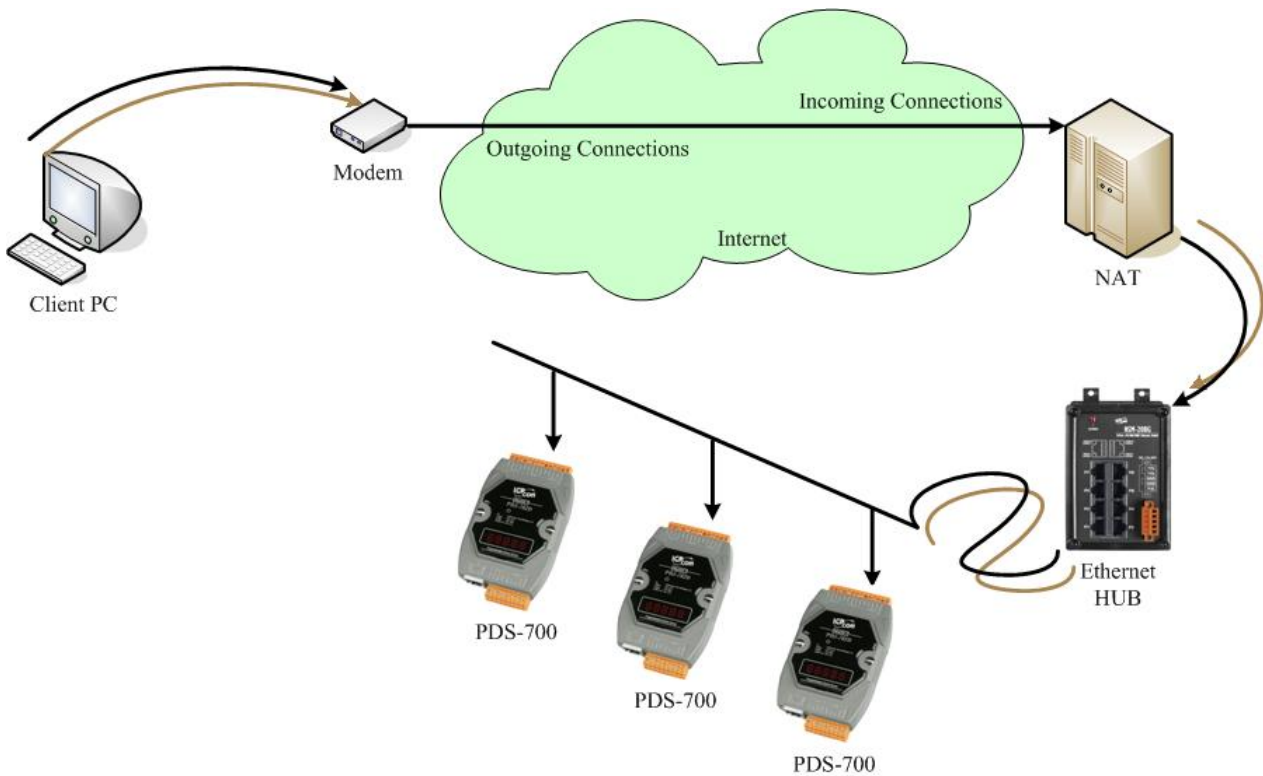 Incoming Connections
Outgoing Connections
Modem
Internet
NAT
Client PC
Ethernet
HUB
PDS-700
PDS-700
PDS-700